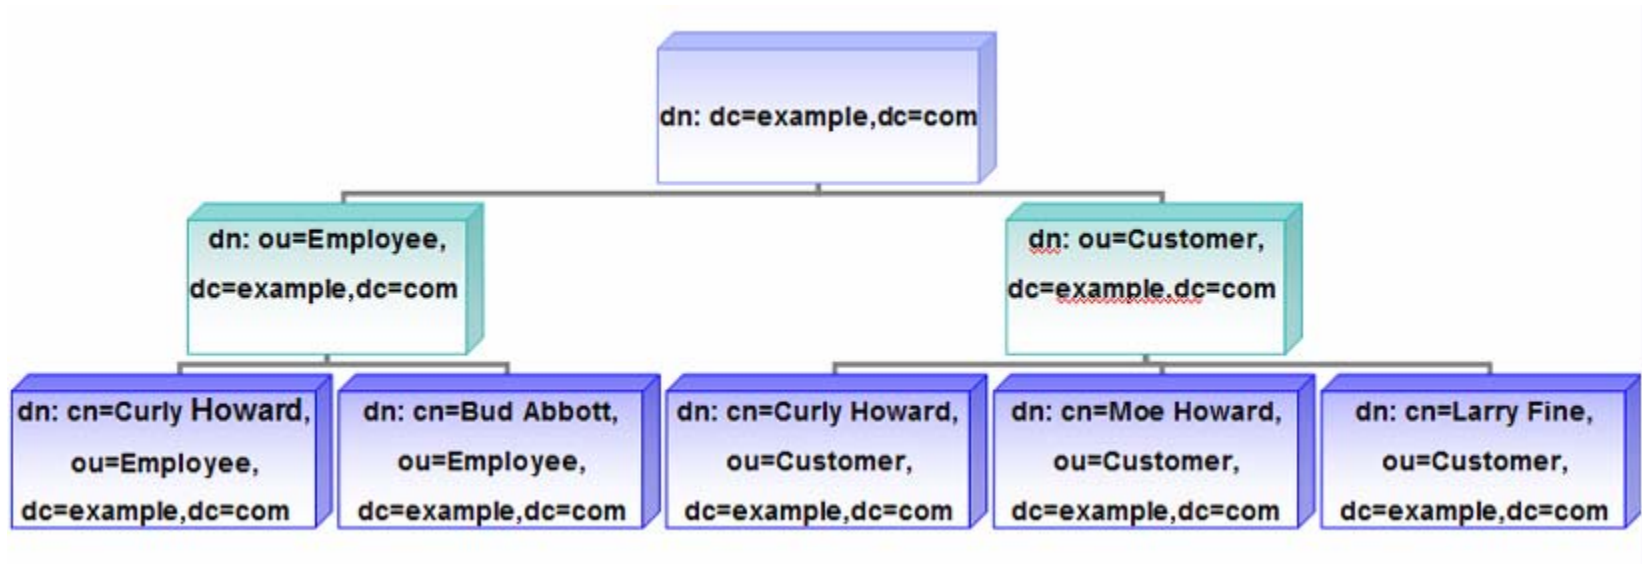 dn: dc=example,dc=com
dn: ou=Employee,
dc=example,dc=com
dn: ou=Customer,
dc=example.dc=com
dn: cn=Curly Howard,
ou=Employee,
dc=example,dc=com
dn: cn=Bud Abbott,
ou=Employee,
dc=example,dc=com
dn: cn=Curly Howard,
ou=Customer,
dc=example,dc=com
dn: cn=Moe Howard,
ou=Customer,
dc=example,dc=com
dn: cn=Larry Fine,
ou=Customer,
dc=example,dc=com